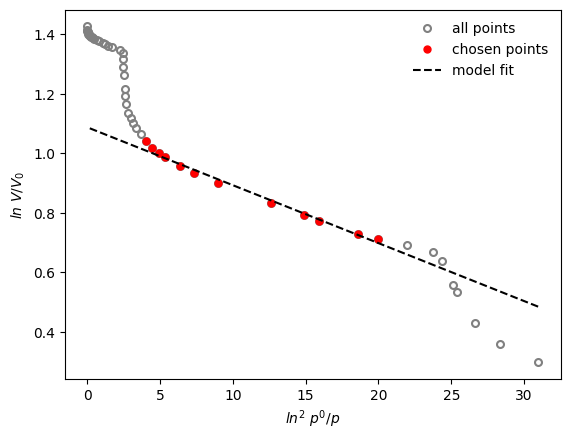 all points
chosen points
model fit
1.4
1.2
1.0
0.8
0.6
0.4
ln V/V₀
0 5 10 15 20 25 30
ln² p⁰/p